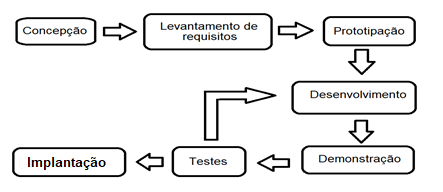 Concepção
Levantamento de
requisitos
Prototipação
Desenvolvimento
Demonstração
Testes
Implantação